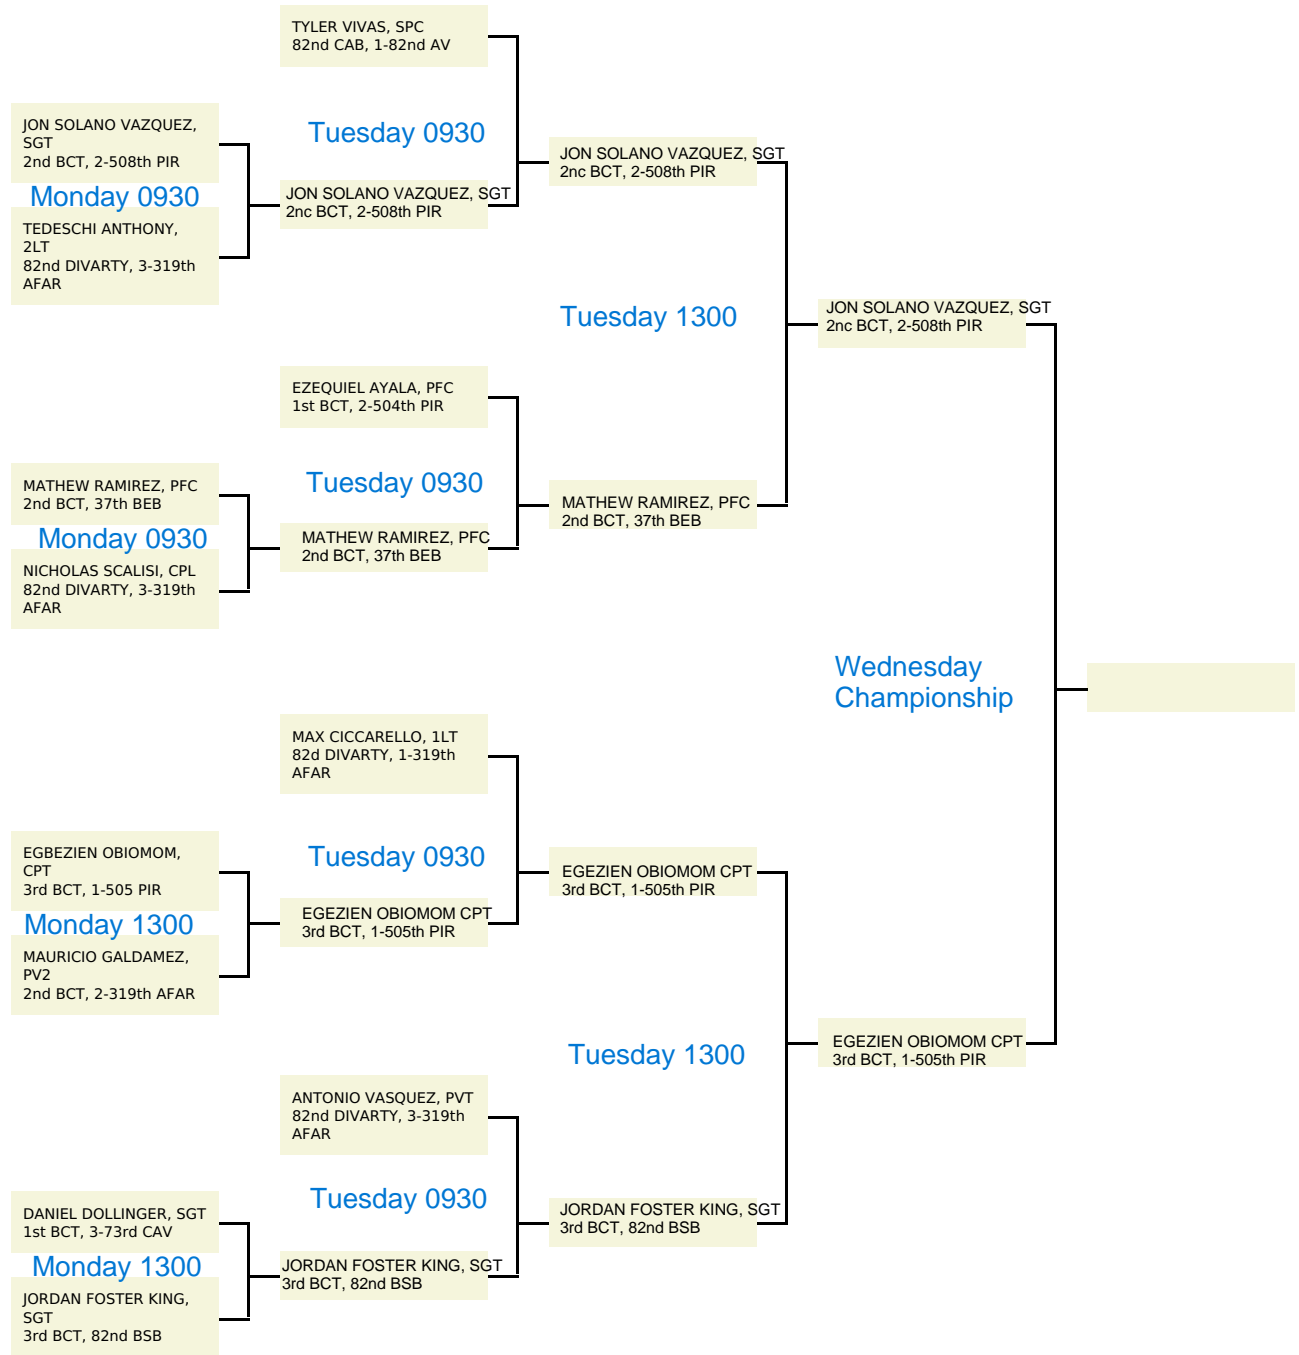 TYLER VIVAS, SPC
82nd CAB, 1-82nd AV
JON SOLANO VAZQUEZ,
SGT
2nd BCT, 2-508th PIR
Monday 0930
TEDESCHI ANTHONY,
2LT
82nd DIVARTY, 3-319th
AFAR
Tuesday 0930
JON SOLANO VAZQUEZ, SGT
2nc BCT, 2-508th PIR
JON SOLANO VAZQUEZ, SGT
2nc BCT, 2-508th PIR
Tuesday 1300
JON SOLANO VAZQUEZ, SGT
2nc BCT, 2-508th PIR
EZEQUIEL AYALA, PFC
1st BCT, 2-504th PIR
MATHEW RAMIREZ, PFC
2nd BCT, 37th BEB
Monday 0930
NICHOLAS SCALISI, CPL
82nd DIVARTY, 3-319th
AFAR
Tuesday 0930
MATHEW RAMIREZ, PFC
2nd BCT, 37th BEB
MATHEW RAMIREZ, PFC
2nd BCT, 37th BEB
Wednesday
Championship
MAX CICCARELLO, 1LT
82d DIVARTY, 1-319th
AFAR
EGBEZIEN OBIOMOM,
CPT
3rd BCT, 1-505 PIR
Monday 1300
MAURICIO GALDAMEZ,
PV2
2nd BCT, 2-319th AFAR
Tuesday 0930
EGEZIEN OBIOMOM CPT
3rd BCT, 1-505th PIR
EGEZIEN OBIOMOM CPT
3rd BCT, 1-505th PIR
Tuesday 1300
EGEZIEN OBIOMOM CPT
3rd BCT, 1-505th PIR
ANTONIO VASQUEZ, PVT
82nd DIVARTY, 3-319th
AFAR
DANIEL DOLLINGER, SGT
1st BCT, 3-73rd CAV
Monday 1300
JORDAN FOSTER KING,
SGT
3rd BCT, 82nd BSB
Tuesday 0930
JORDAN FOSTER KING, SGT
3rd BCT, 82nd BSB
JORDAN FOSTER KING, SGT
3rd BCT, 82nd BSB